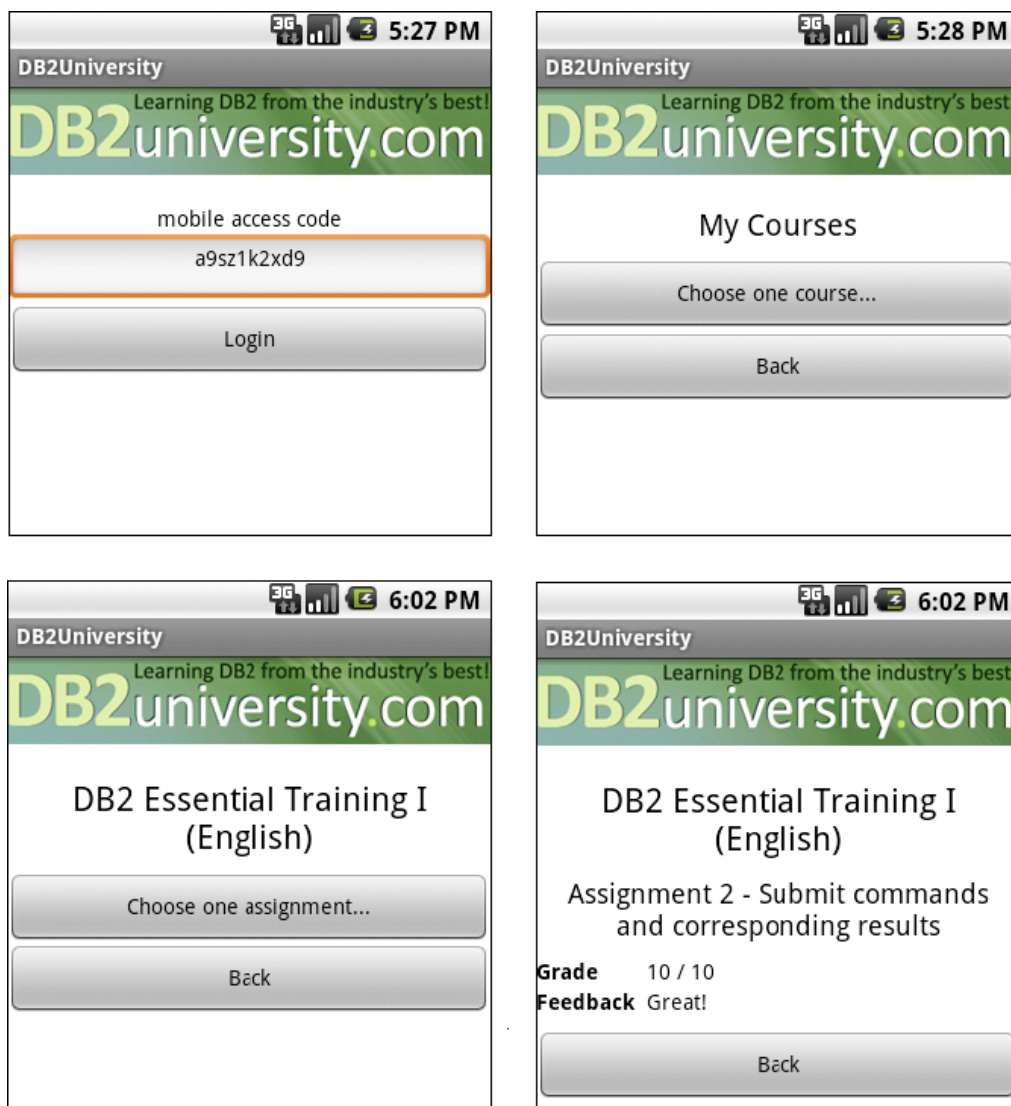 3G 5:27 PM
DB2University
Learning DB2 from the industry's best!
DB2university.com
mobile access code
a9sz1k2xd9
Login
3G 5:28 PM
DB2University
Learning DB2 from the industry's best
DB2university.com
My Courses
Choose one course...
Back
3G 6:02 PM
DB2University
Learning DB2 from the industry's best!
DB2university.com
DB2 Essential Training I
(English)
Choose one assignment...
Back
3G 6:02 PM
DB2University
Learning DB2 from the industry's best
DB2university.com
DB2 Essential Training I
(English)
Assignment 2 - Submit commands
and corresponding results
Grade 10 / 10
Feedback Great!
Back